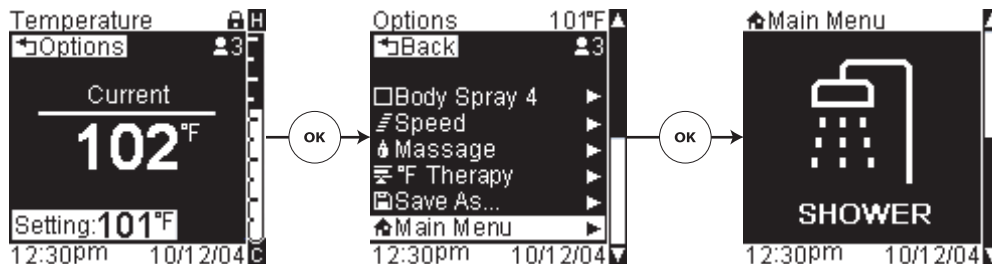 Temperature H
Options 3
Current
102°F
Setting:101°F
12:30pm 10/12/04 C
OK
Options 101°F
Back 3
Body Spray 4
Speed
Massage
°F Therapy
Save As...
Main Menu
12:30pm 10/12/04
OK
Main Menu
SHOWER
12:30pm 10/12/04